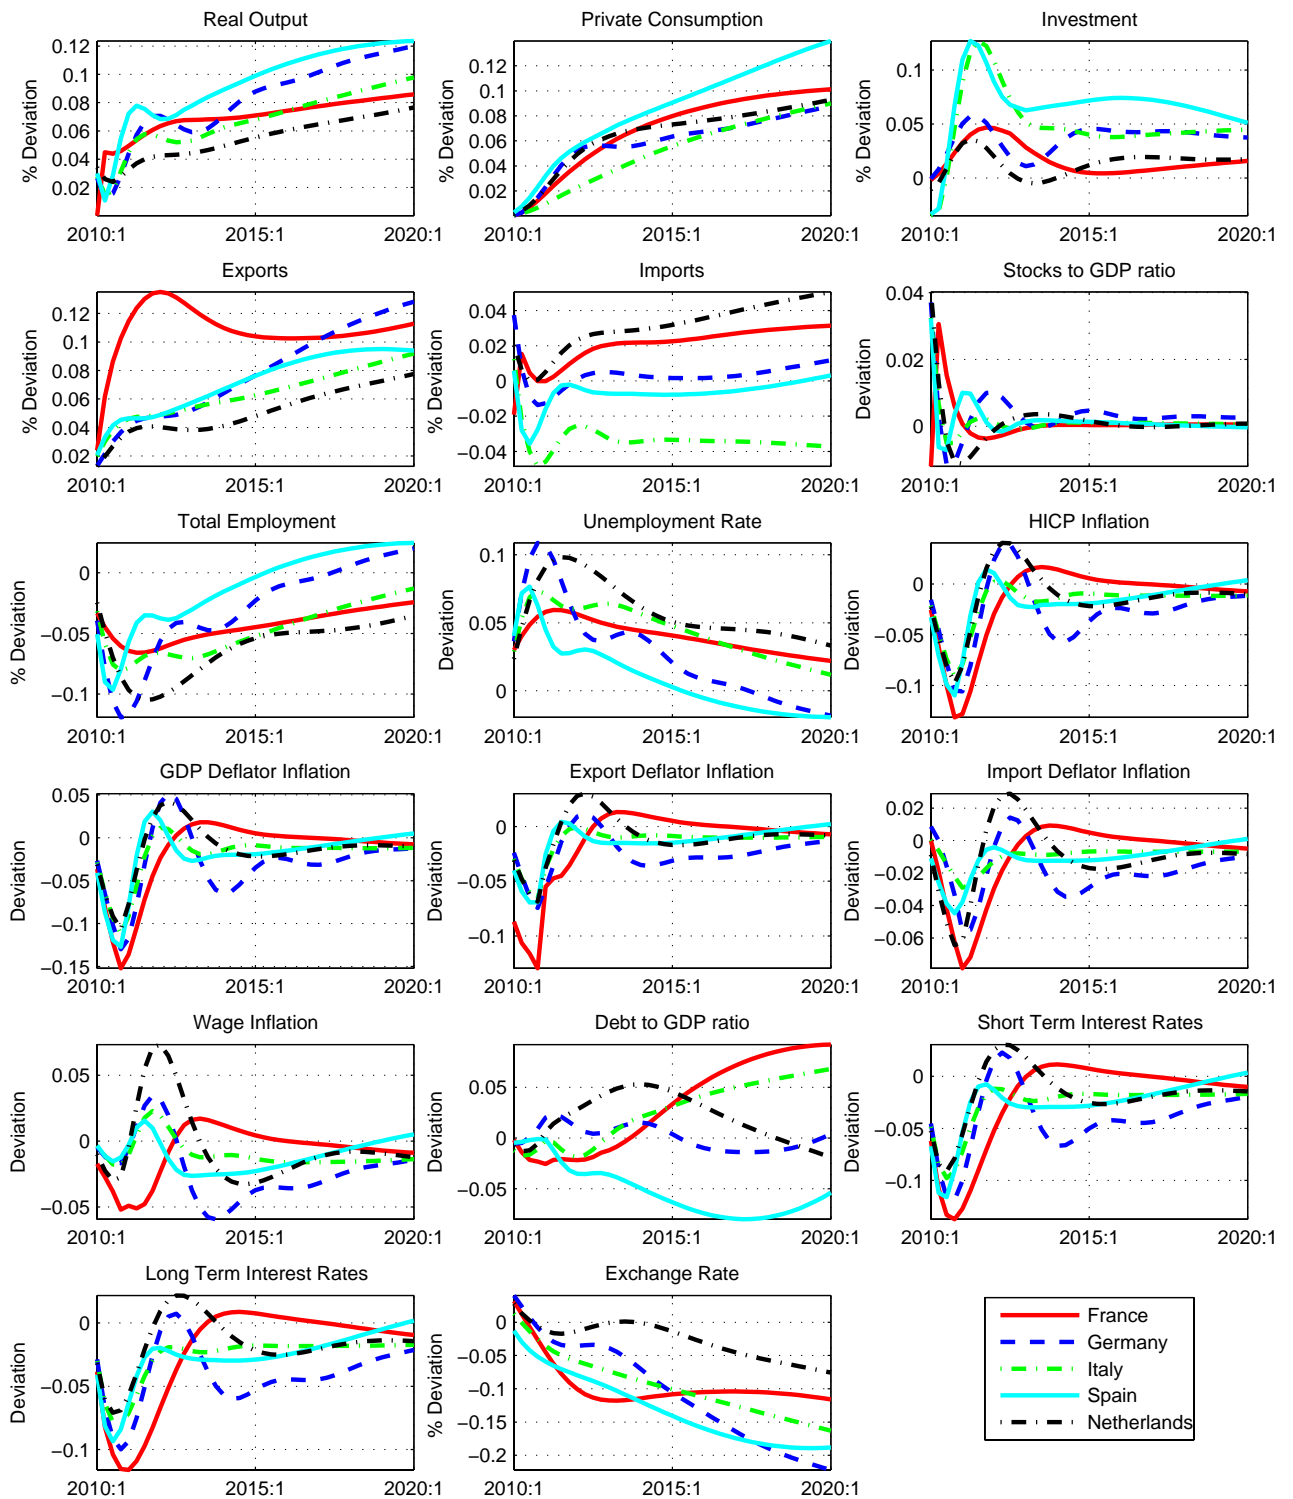 Real Output
Private Consumption
Investment
% Deviation
0.12
0.1
0.08
0.06
0.04
0.02
2010:1 2015:1 2020:1
% Deviation
0.12
0.1
0.08
0.06
0.04
0.02
2010:1 2015:1 2020:1
% Deviation
0.1
0.05
0
2010:1 2015:1 2020:1
Exports
Imports
Stocks to GDP ratio
% Deviation
0.12
0.1
0.08
0.06
0.04
0.02
2010:1 2015:1 2020:1
% Deviation
0.04
0.02
0
−0.02
−0.04
2010:1 2015:1 2020:1
Deviation
0.04
0.02
0
2010:1 2015:1 2020:1
Total Employment
Unemployment Rate
HICP Inflation
% Deviation
0
−0.05
−0.1
2010:1 2015:1 2020:1
Deviation
0.1
0.05
0
2010:1 2015:1 2020:1
Deviation
0
−0.05
−0.1
2010:1 2015:1 2020:1
GDP Deflator Inflation
Export Deflator Inflation
Import Deflator Inflation
Deviation
0.05
0
−0.05
−0.1
−0.15
2010:1 2015:1 2020:1
Deviation
0
−0.05
−0.1
2010:1 2015:1 2020:1
Deviation
0.02
0
−0.02
−0.04
−0.06
2010:1 2015:1 2020:1
Wage Inflation
Debt to GDP ratio
Short Term Interest Rates
Deviation
0.05
0
−0.05
2010:1 2015:1 2020:1
Deviation
0.05
0
−0.05
2010:1 2015:1 2020:1
Deviation
0
−0.05
−0.1
2010:1 2015:1 2020:1
Long Term Interest Rates
Exchange Rate
Deviation
0
−0.05
−0.1
2010:1 2015:1 2020:1
% Deviation
0
−0.05
−0.1
−0.15
−0.2
2010:1 2015:1 2020:1
France
Germany
Italy
Spain
Netherlands